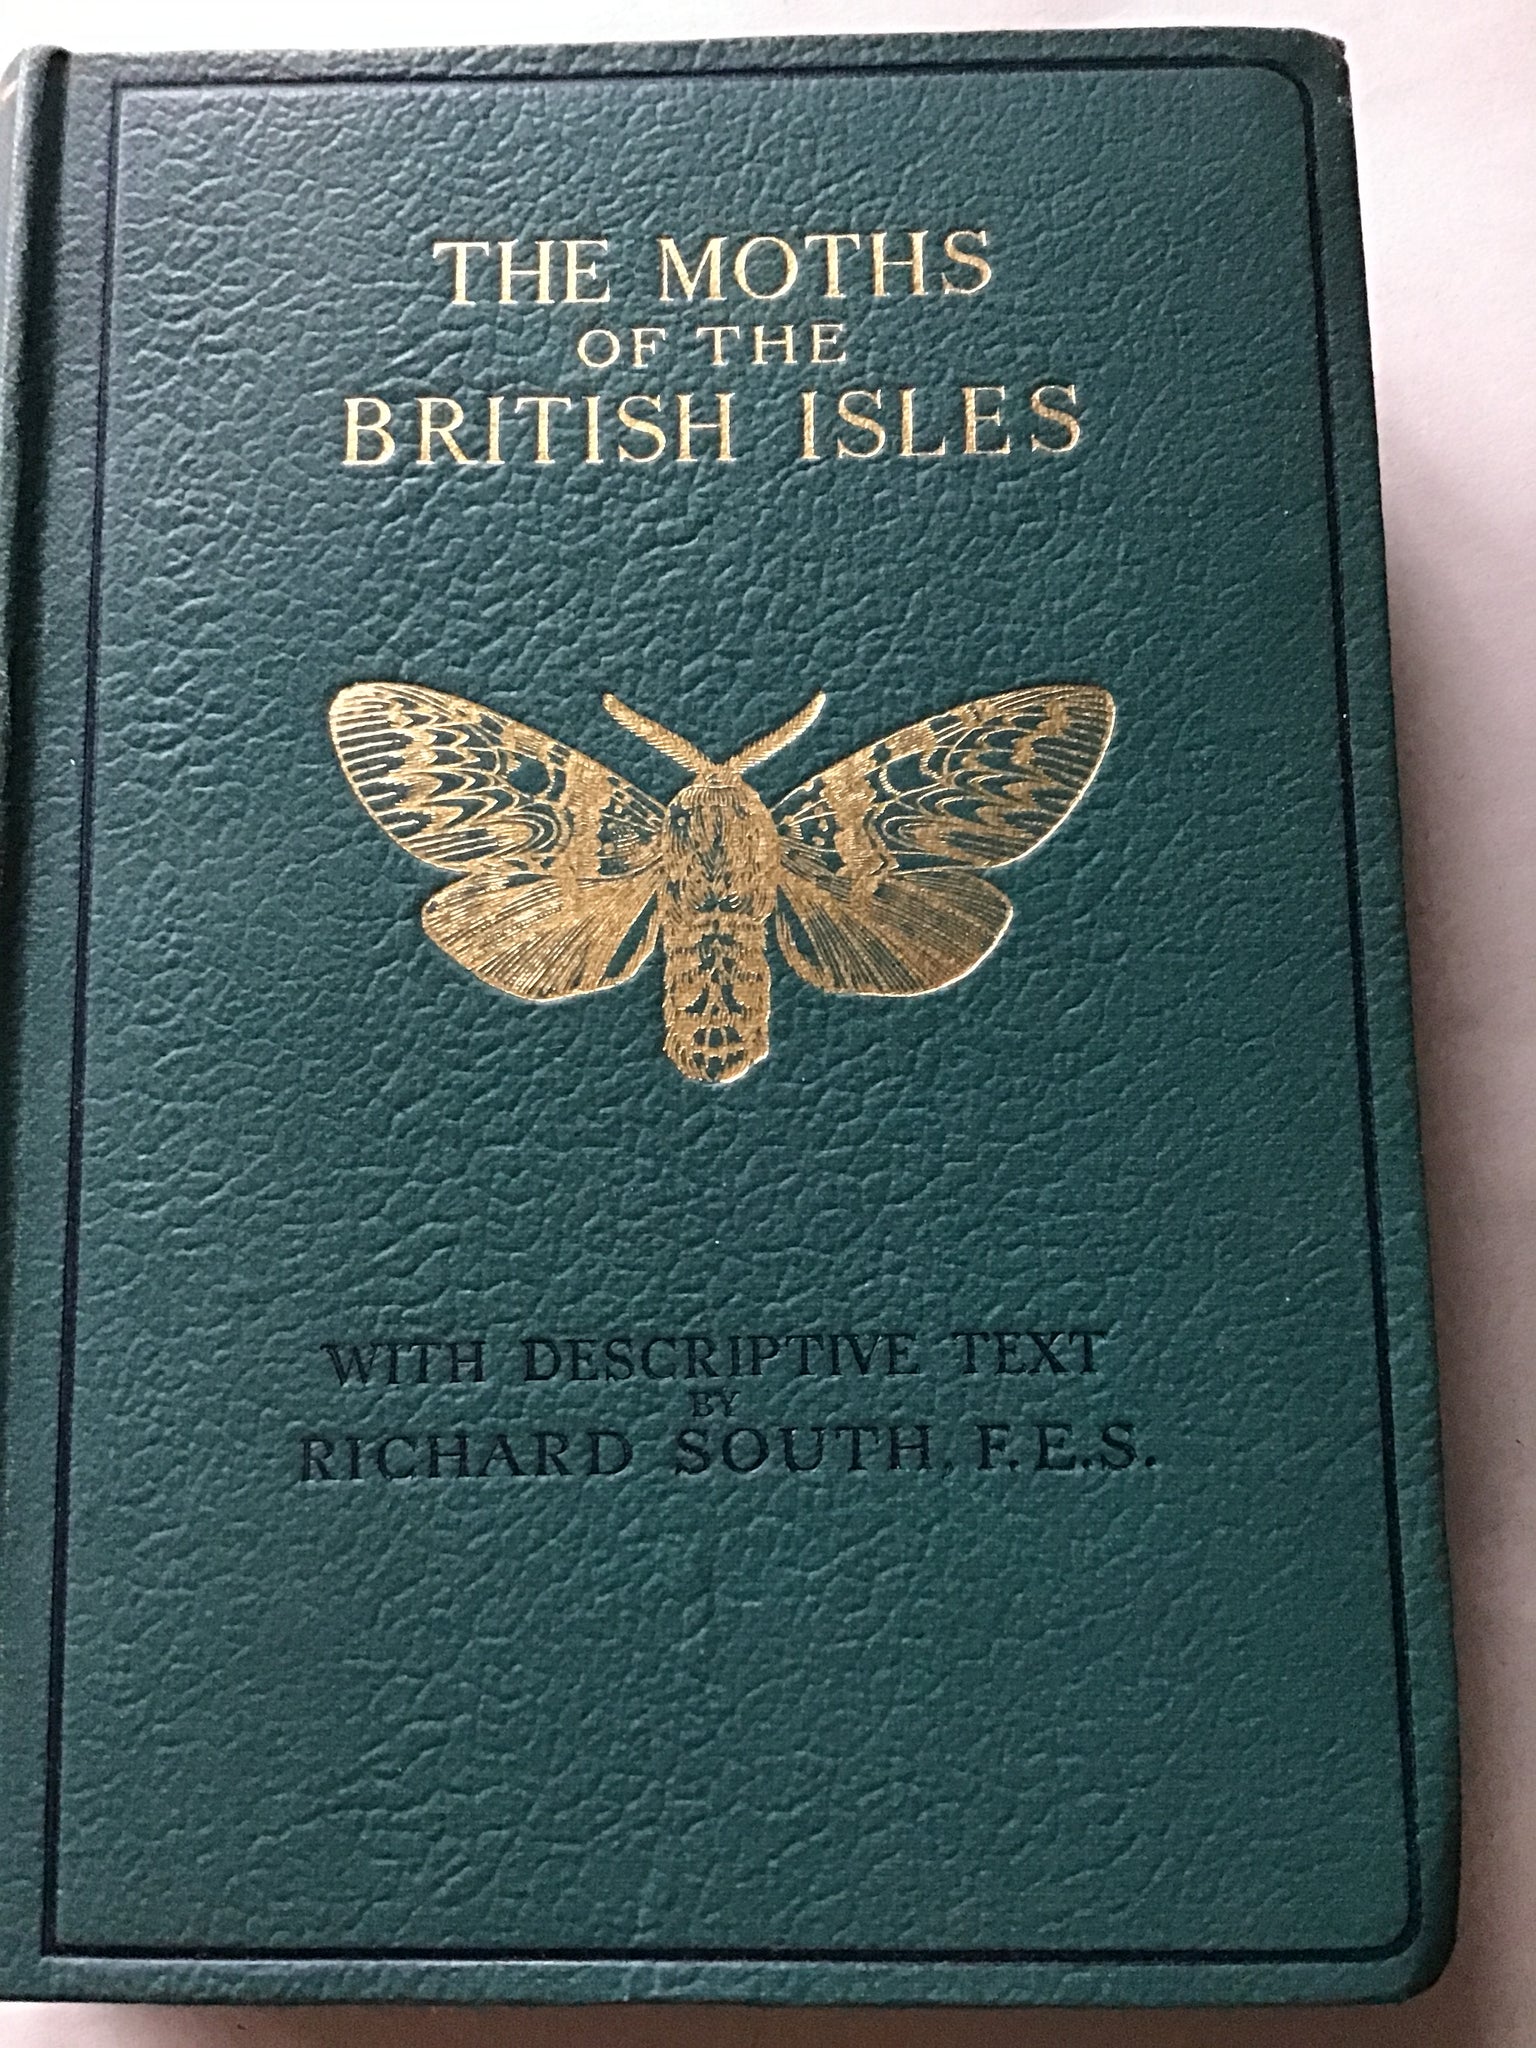 THE MOTHS
OF THE
BRITISH ISLES
WITH DESCRIPTIVE TEXT
BY
RICHARD SOUTH, F.E.S.